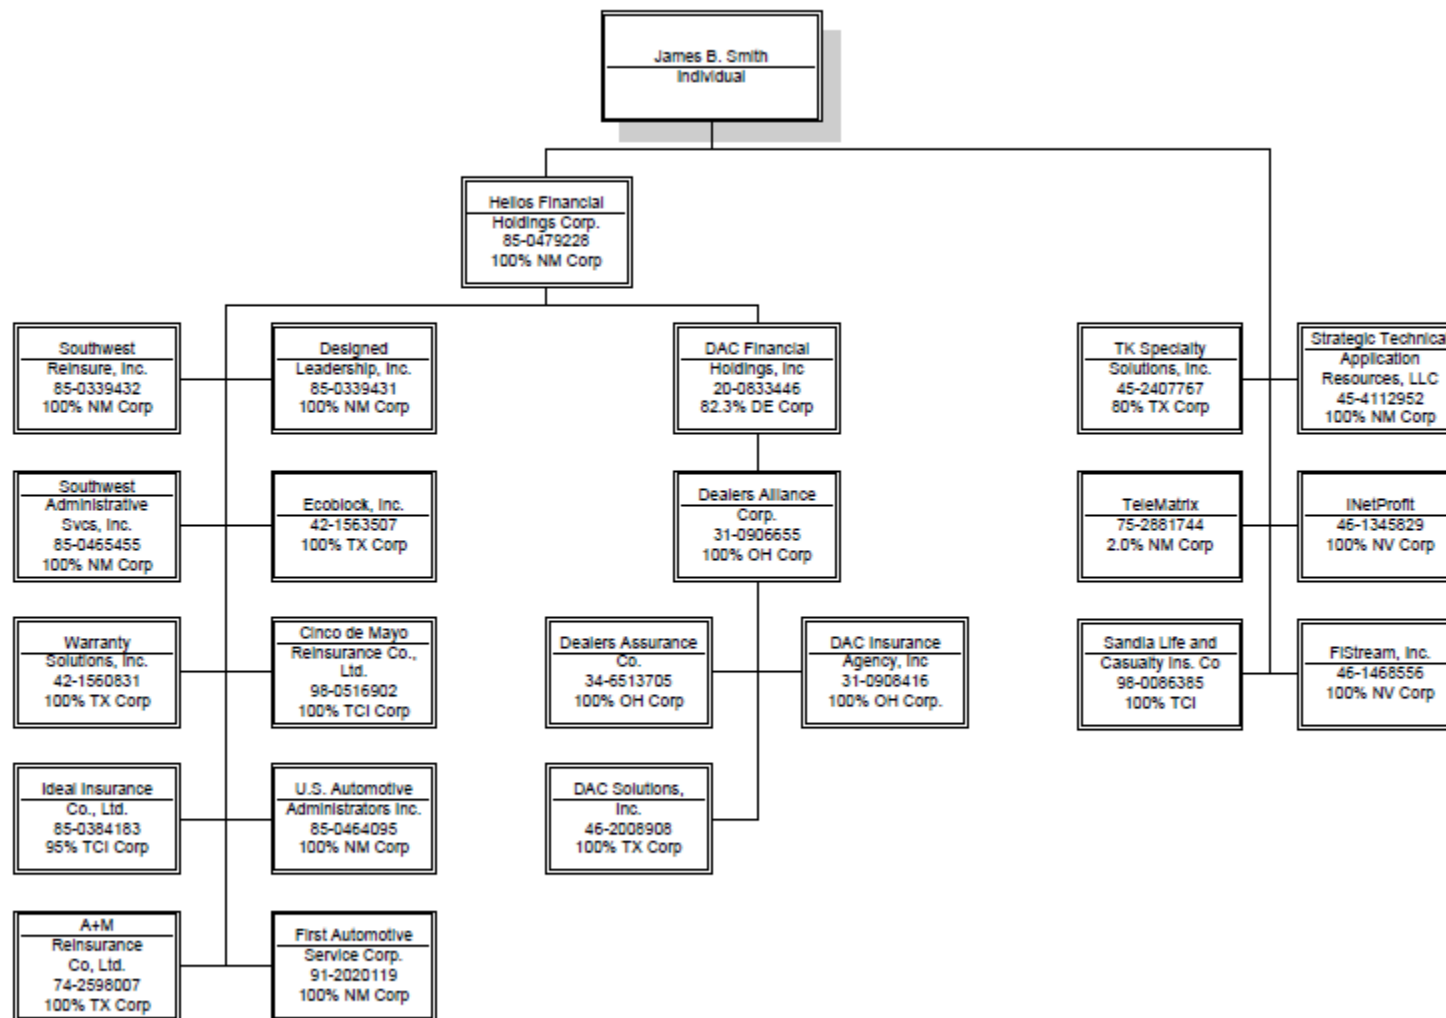 James B. Smith
Individual
Helios Financial
Holdings Corp.
85-0479228
100% NM Corp
Southwest
Reinsure, Inc.
85-0339432
100% NM Corp
Designed
Leadership, Inc.
85-0339431
100% NM Corp
DAC Financial
Holdings, Inc
20-0833446
82.3% DE Corp
TK Specialty
Solutions, Inc.
45-2407767
80% TX Corp
Strategic Technica
Application
Resources, LLC
45-4112952
100% NM Corp
Southwest
Administrative
Svcs, Inc.
85-0465455
100% NM Corp
Ecoblock, Inc.
42-1563507
100% TX Corp
Dealers Alliance
Corp.
31-0906655
100% OH Corp
TeleMatrix
75-2881744
2.0% NM Corp
iNetProfit
46-1345829
100% NV Corp
Warranty
Solutions, Inc.
42-1560831
100% TX Corp
Cinco de Mayo
Reinsurance Co.,
Ltd.
98-0516902
100% TCI Corp
Dealers Assurance
Co.
34-6513705
100% OH Corp
DAC Insurance
Agency, Inc
31-0908416
100% OH Corp.
Sandia Life and
Casualty Ins. Co
98-0086385
100% TCI
FIStream, Inc.
46-1468556
100% NV Corp
Ideal Insurance
Co., Ltd.
85-0384183
95% TCI Corp
U.S. Automotive
Administrators Inc.
85-0464095
100% NM Corp
DAC Solutions,
Inc.
46-2008908
100% TX Corp
A+M
Reinsurance
Co, Ltd.
74-2598007
100% TX Corp
First Automotive
Service Corp.
91-2020119
100% NM Corp